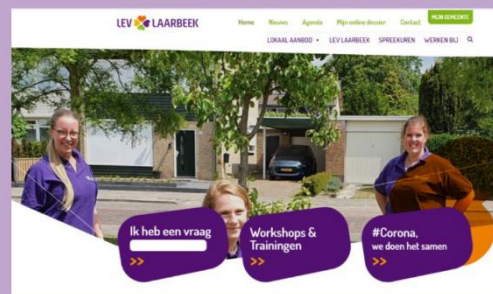 LEV LAARBEEK
Home Nieuws Agenda Mijn online dossier Contact MIJN GEMEENTE
LOKAAL AANBOD LEV LAARBEEK SPREEKUREN WERKEN BIJ
Ik heb een vraag
>>
Workshops &
Trainingen
>>
#Corona,
we doen het samen
>>